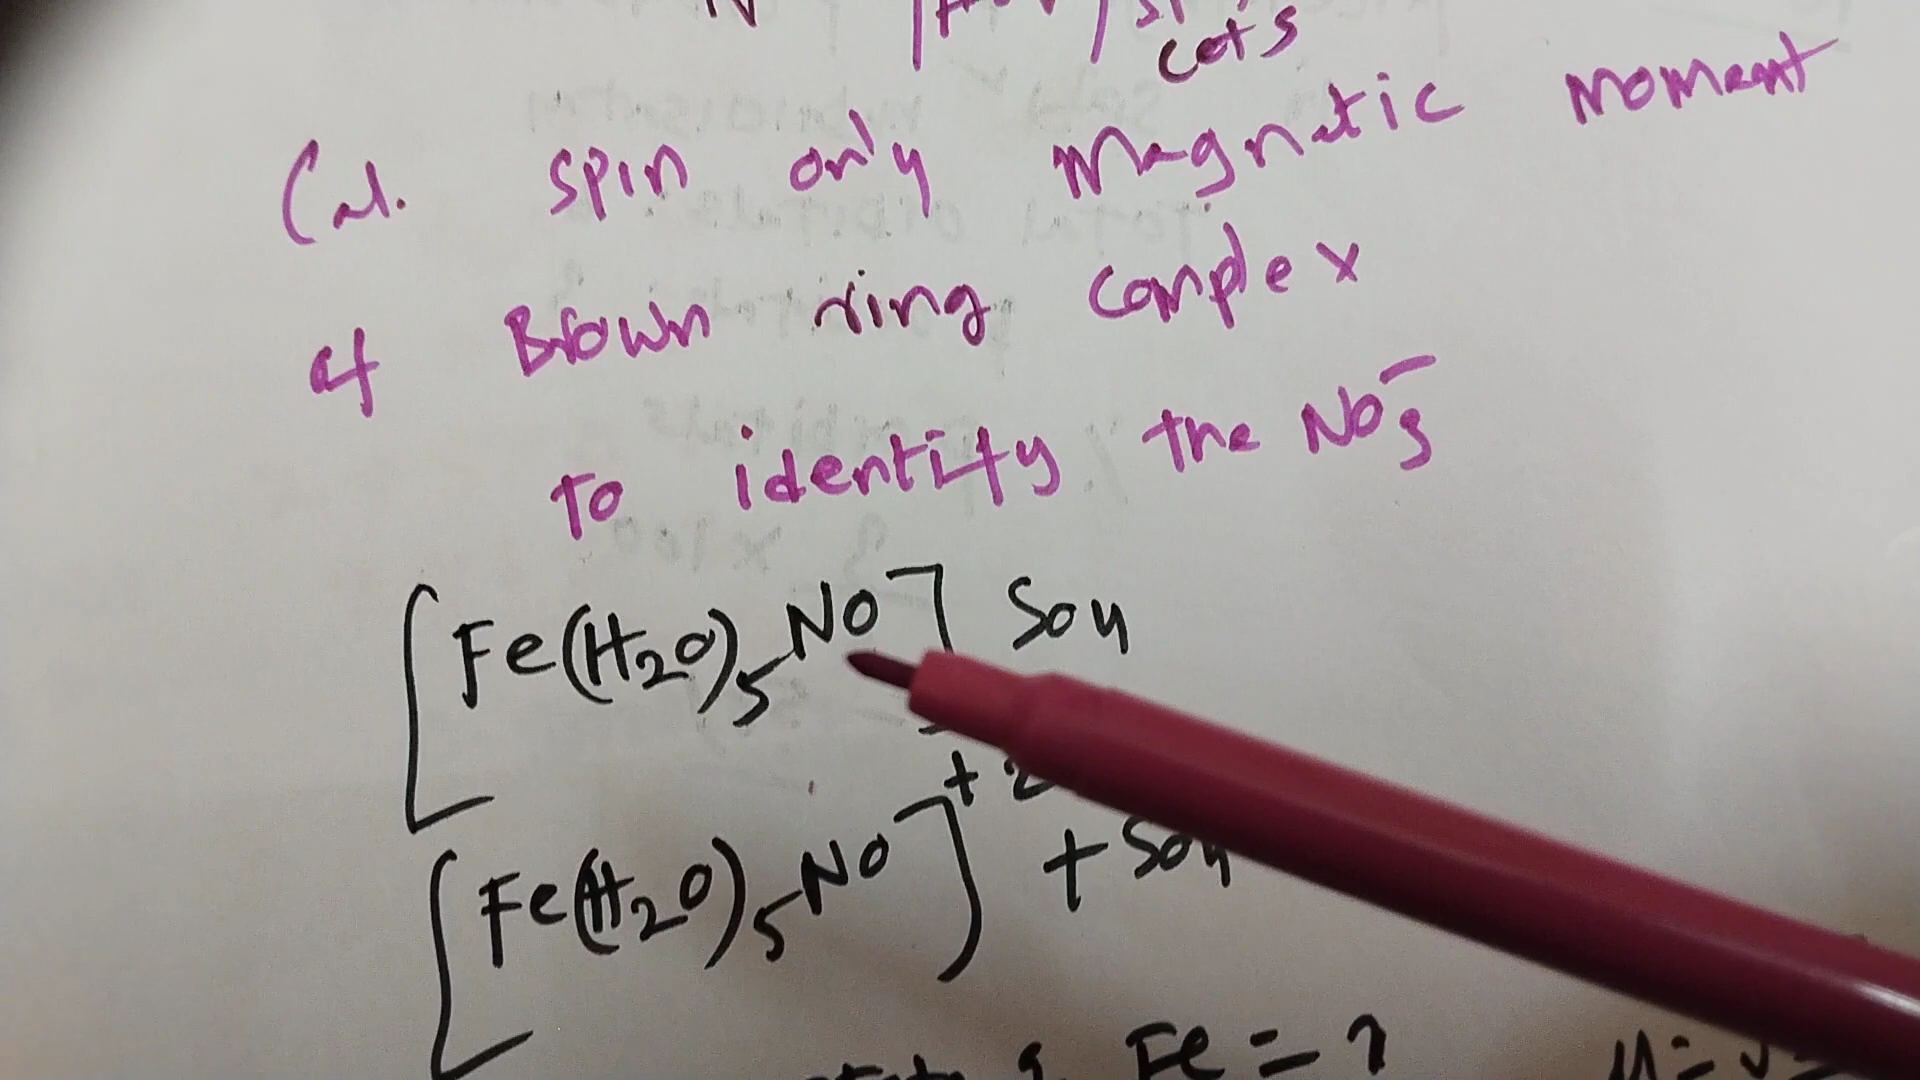 cots
Cal. spin only Magnetic Moment
of Brown ring complex
To identify the NO3-
[Fe(H2O)5NO] SO4
[Fe(H2O)5NO]+2 + SO4
Fe = ?